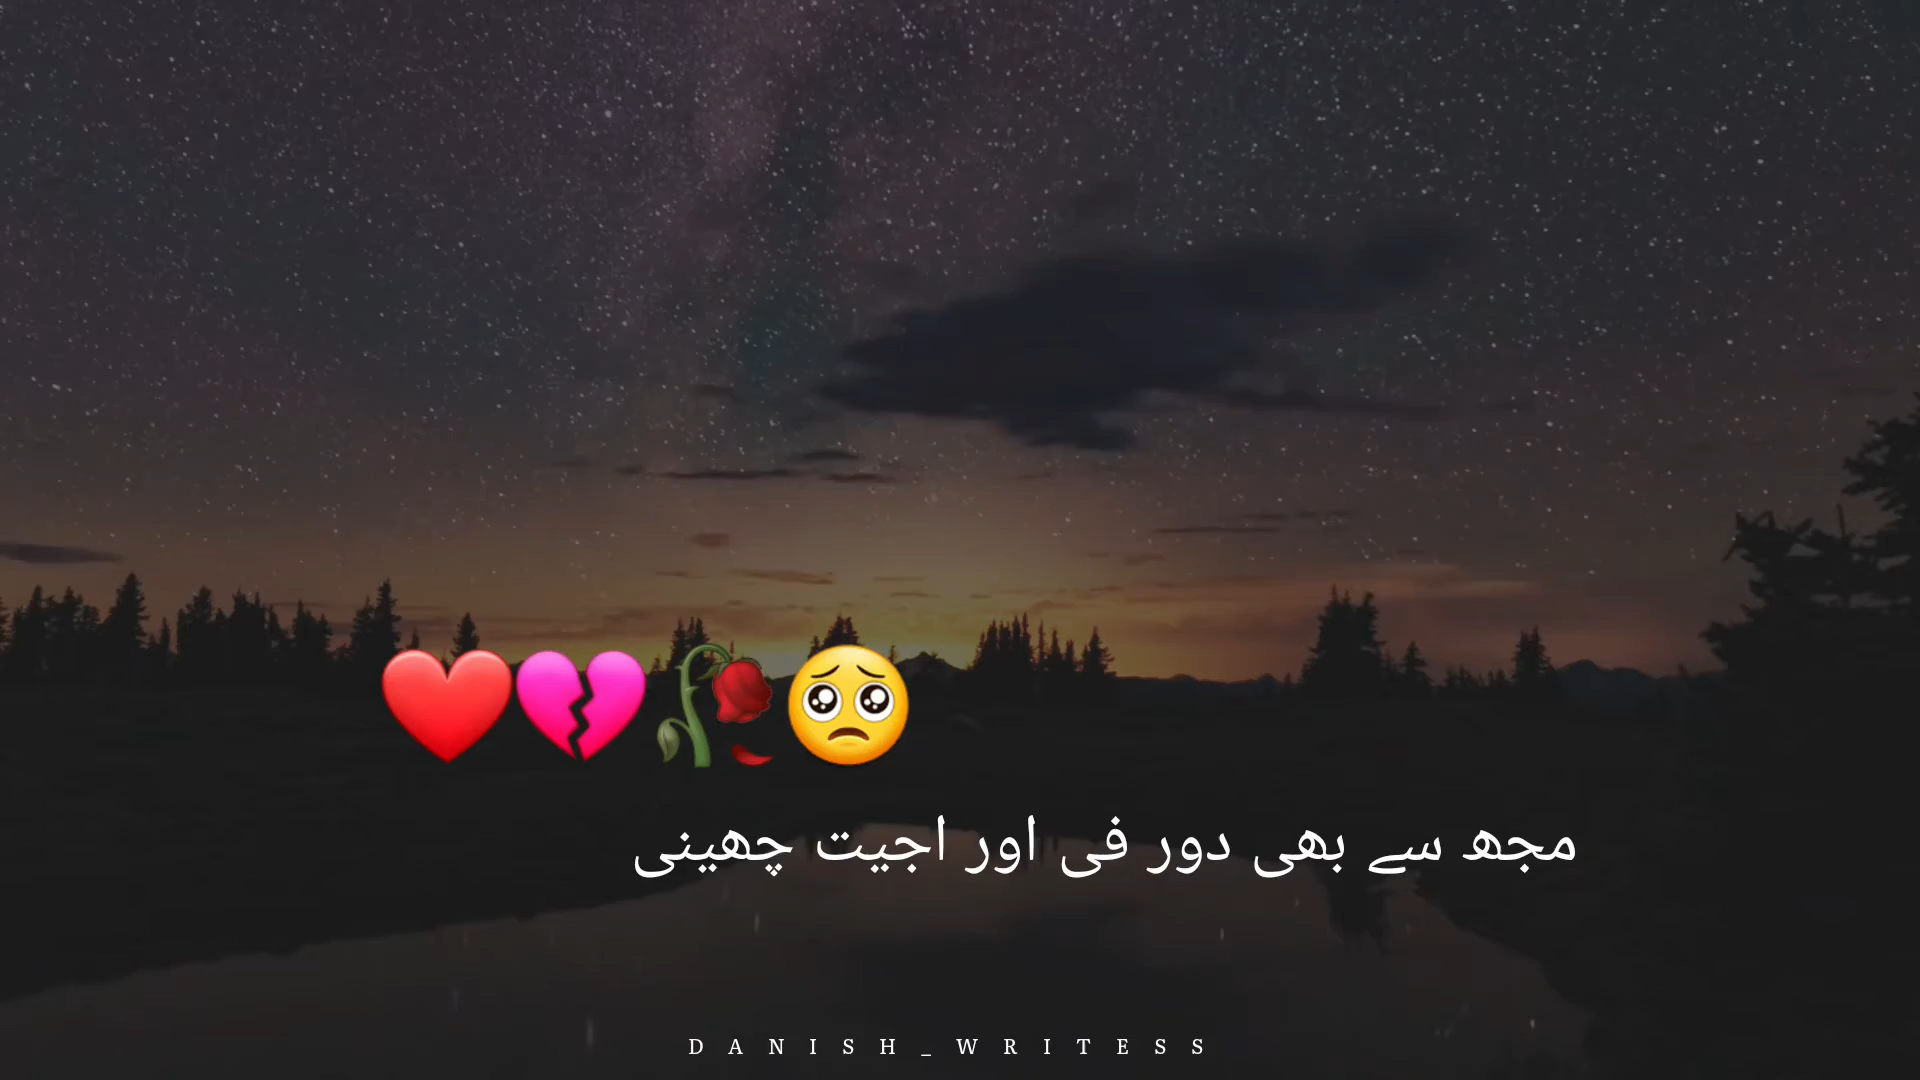 ❤️💔🥀🥺
مجھ سے بھی دور فی اور اجیت چھینی
DANISH_WRITESS